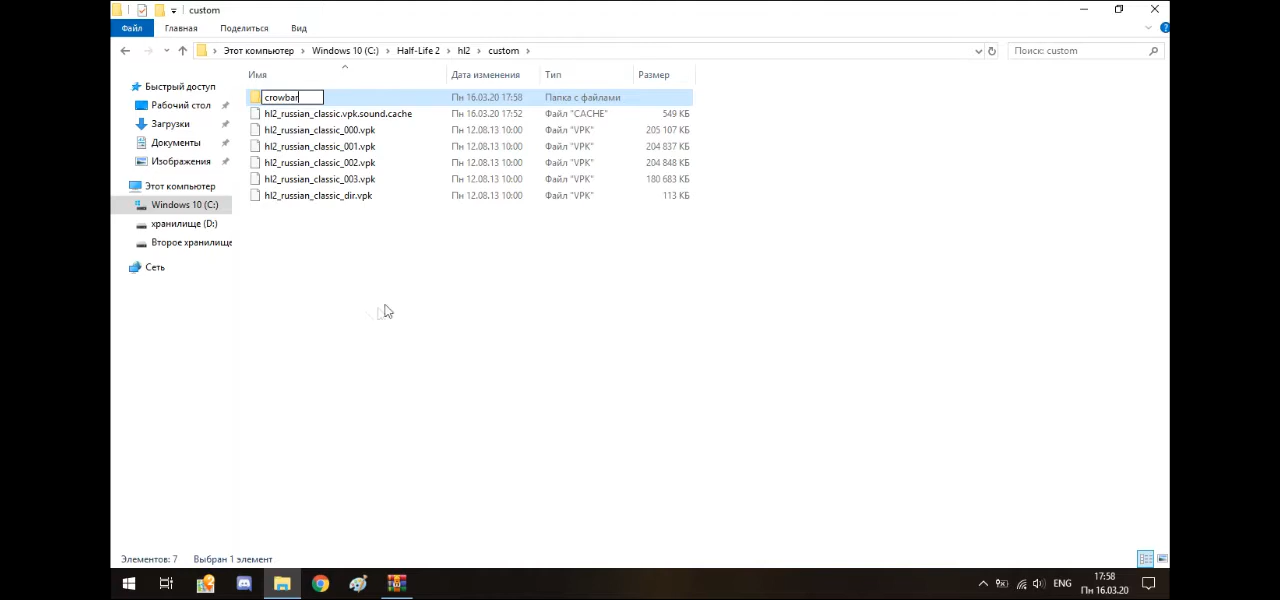 custom
Файл Главная Поделиться Вид
Этот компьютер › Windows 10 (C:) › Half-Life 2 › hl2 › custom ›
Поиск: custom
Имя Дата изменения Тип Размер
crowbar Пн 16.03.20 17:58 Папка с файлами
hl2_russian_classic.vpk.sound.cache Пн 16.03.20 17:52 Файл "CACHE" 549 КБ
hl2_russian_classic_000.vpk Пн 12.08.13 10:00 Файл "VPK" 205 107 КБ
hl2_russian_classic_001.vpk Пн 12.08.13 10:00 Файл "VPK" 204 837 КБ
hl2_russian_classic_002.vpk Пн 12.08.13 10:00 Файл "VPK" 204 848 КБ
hl2_russian_classic_003.vpk Пн 12.08.13 10:00 Файл "VPK" 180 683 КБ
hl2_russian_classic_dir.vpk Пн 12.08.13 10:00 Файл "VPK" 113 КБ
Быстрый доступ
Рабочий стол
Загрузки
Документы
Изображения
Этот компьютер
Windows 10 (C:)
хранилище (D:)
Второе хранилище
Сеть
Элементов: 7 Выбран 1 элемент
ENG
17:58
Пн 16.03.20